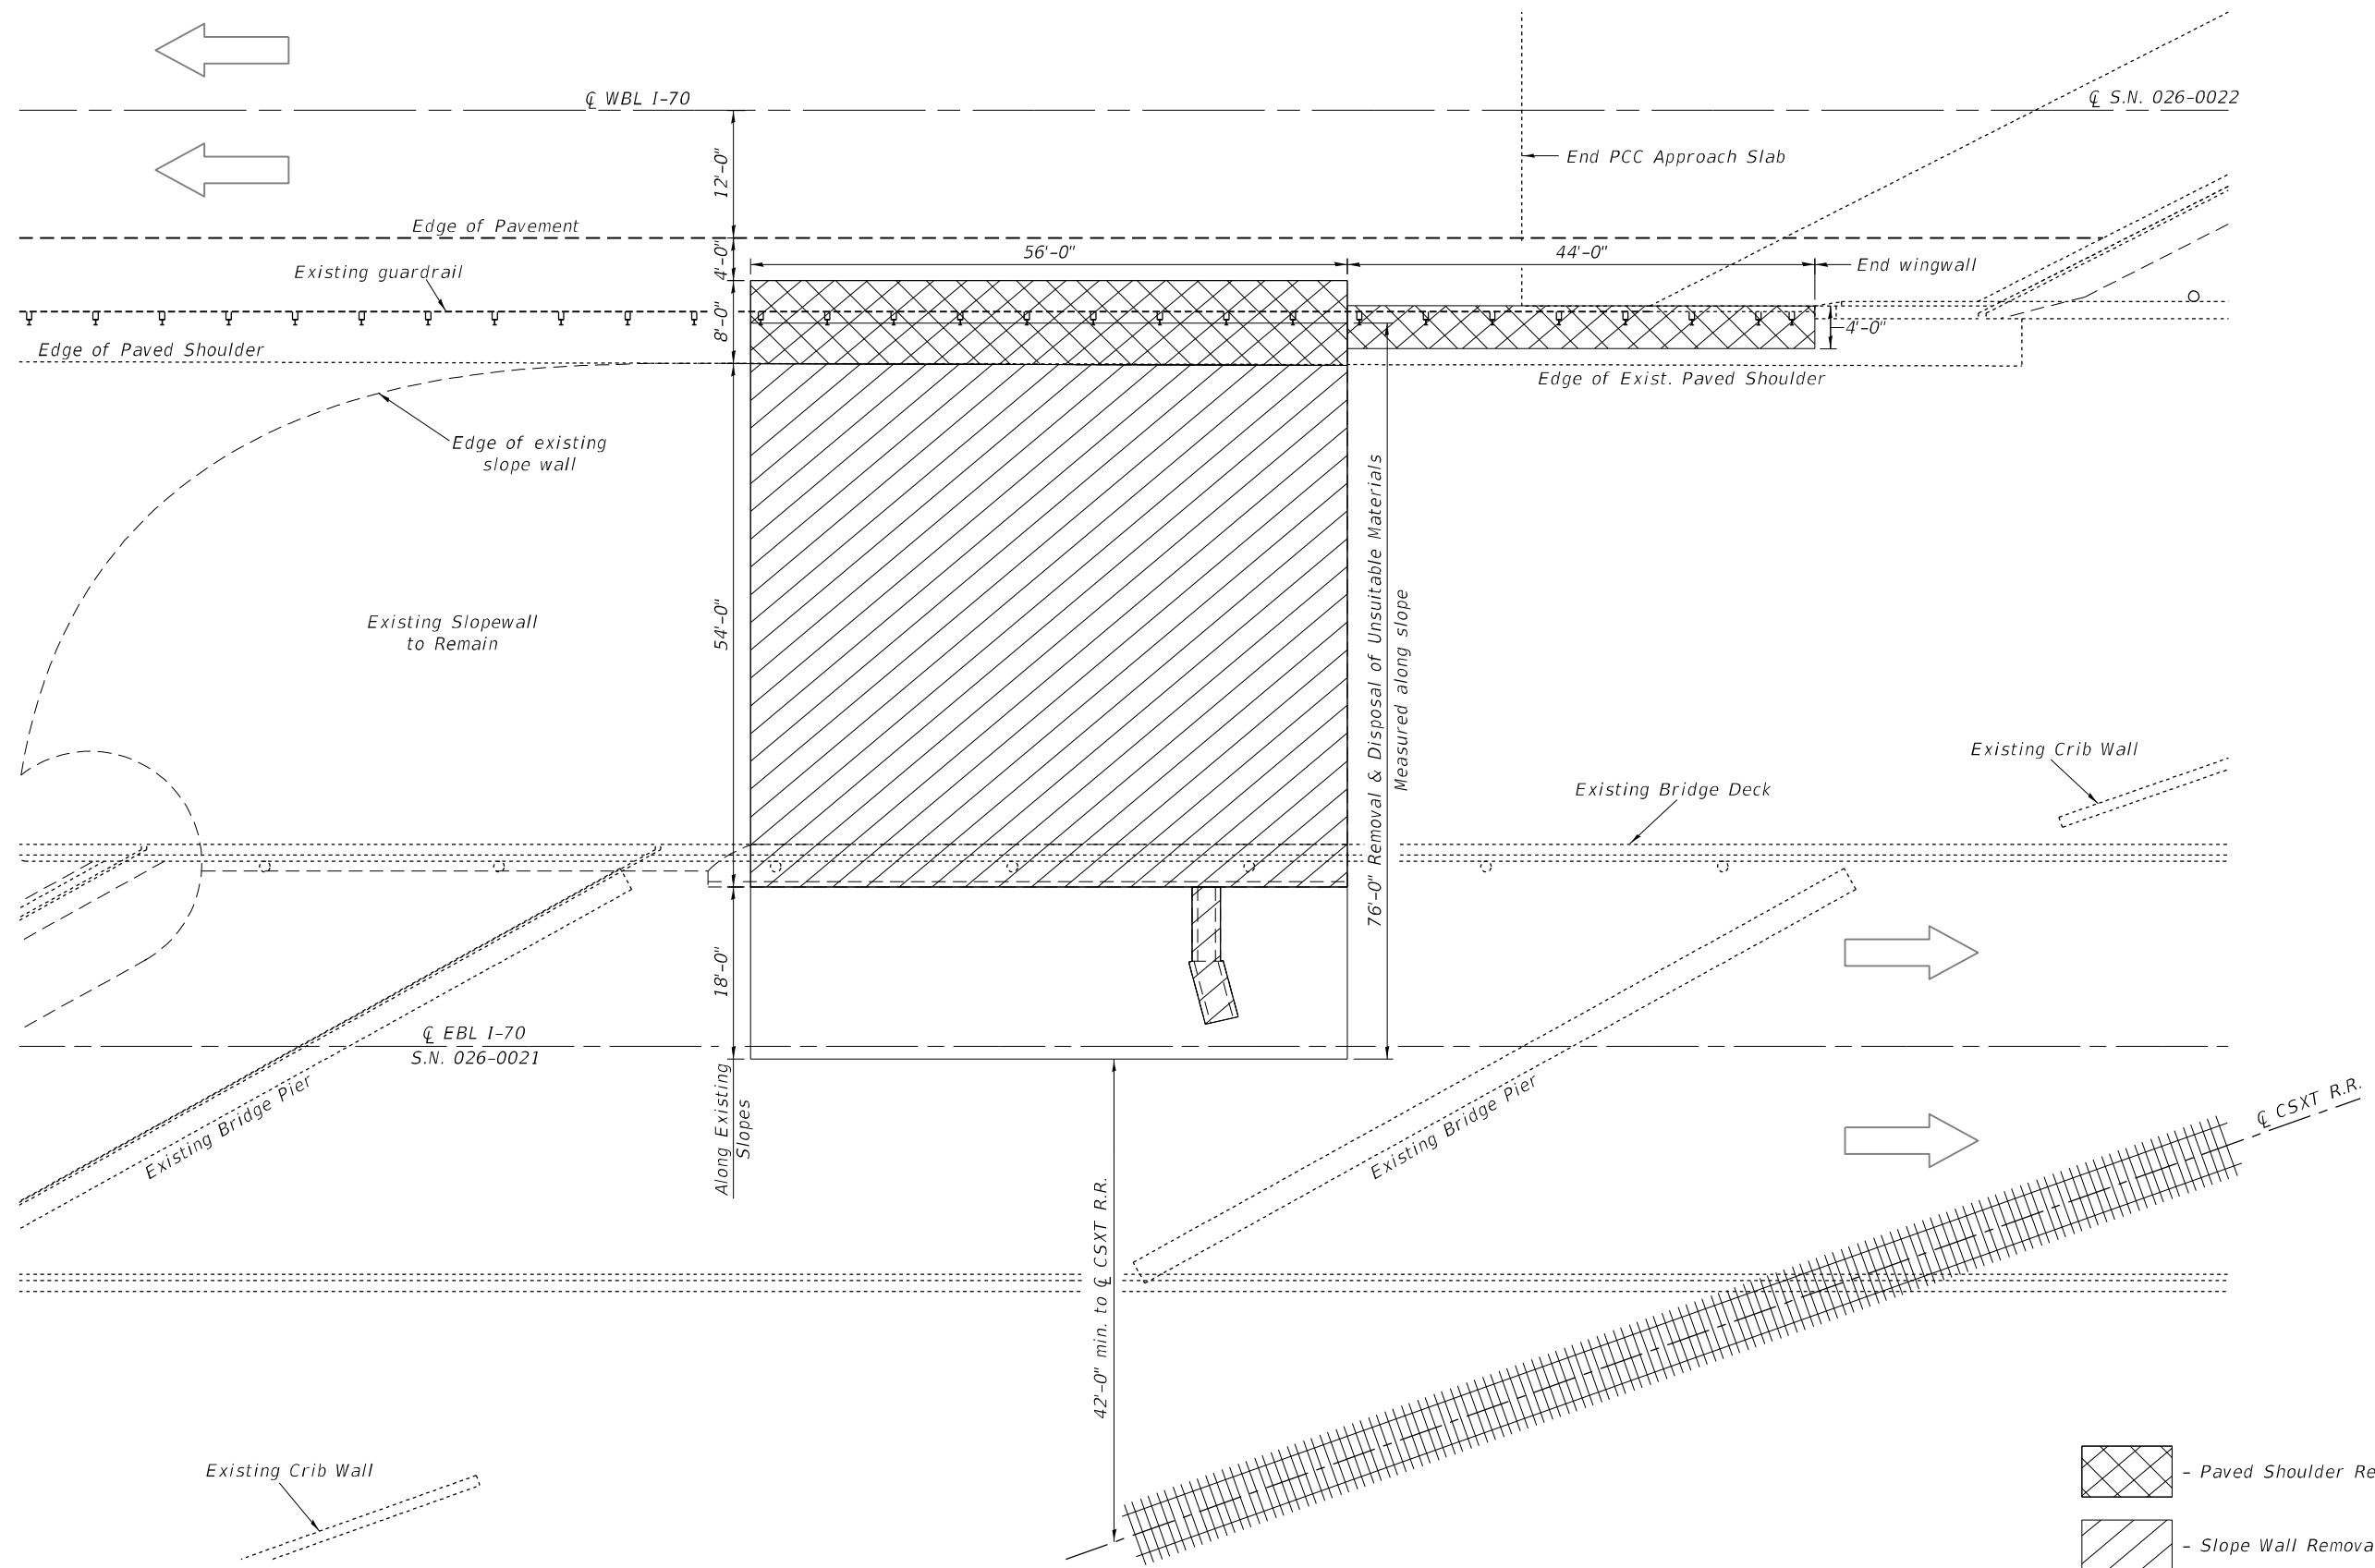 ℄ WBL I-70
℄ S.N. 026-0022
12'-0"
End PCC Approach Slab
Edge of Pavement
4'-0"
56'-0"
44'-0"
End wingwall
Existing guardrail
8'-0"
4'-0"
Edge of Paved Shoulder
Edge of Exist. Paved Shoulder
Edge of existing
slope wall
54'-0"
76'-0" Removal & Disposal of Unsuitable Materials
Measured along slope
Existing Slopewall
to Remain
Existing Crib Wall
Existing Bridge Deck
18'-0"
℄ EBL I-70
S.N. 026-0021
Existing Bridge Pier
Along Existing
Slopes
Existing Bridge Pier
℄ CSXT R.R.
42'-0" min. to ℄ CSXT R.R.
Existing Crib Wall
- Paved Shoulder Re
- Slope Wall Remova